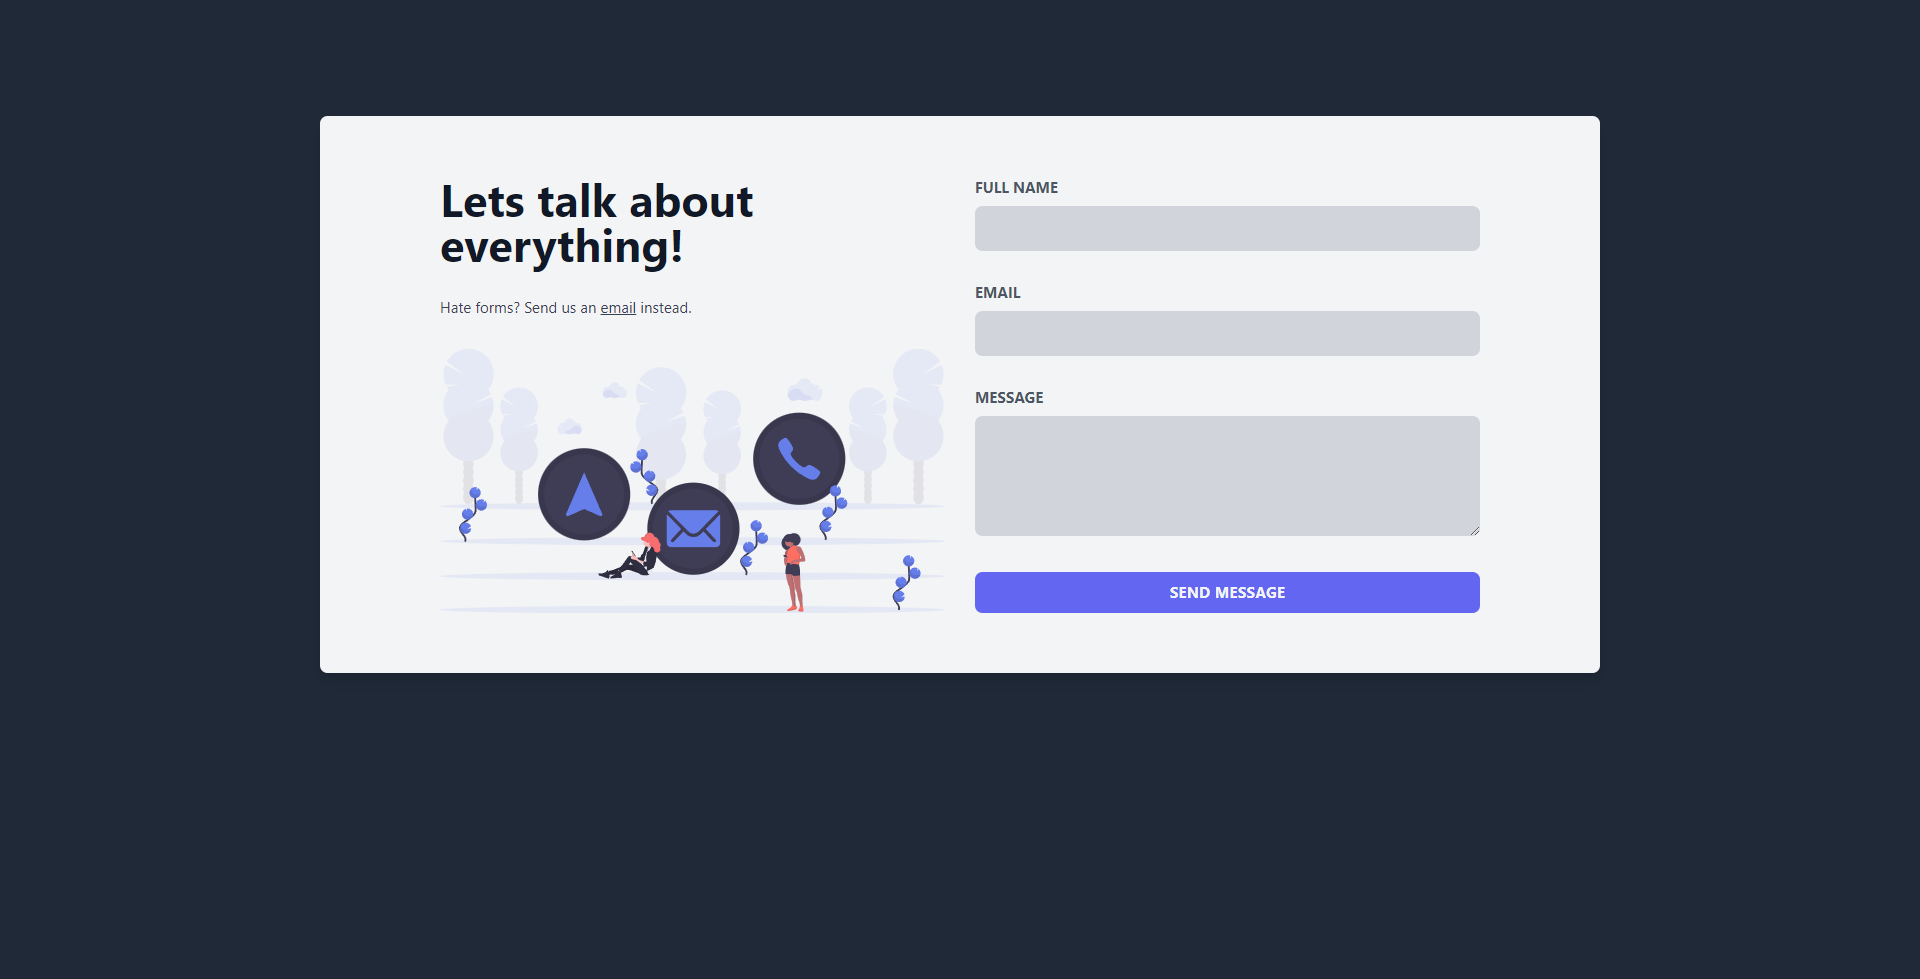 Lets talk about
everything!
Hate forms? Send us an email instead.
FULL NAME
EMAIL
MESSAGE
SEND MESSAGE